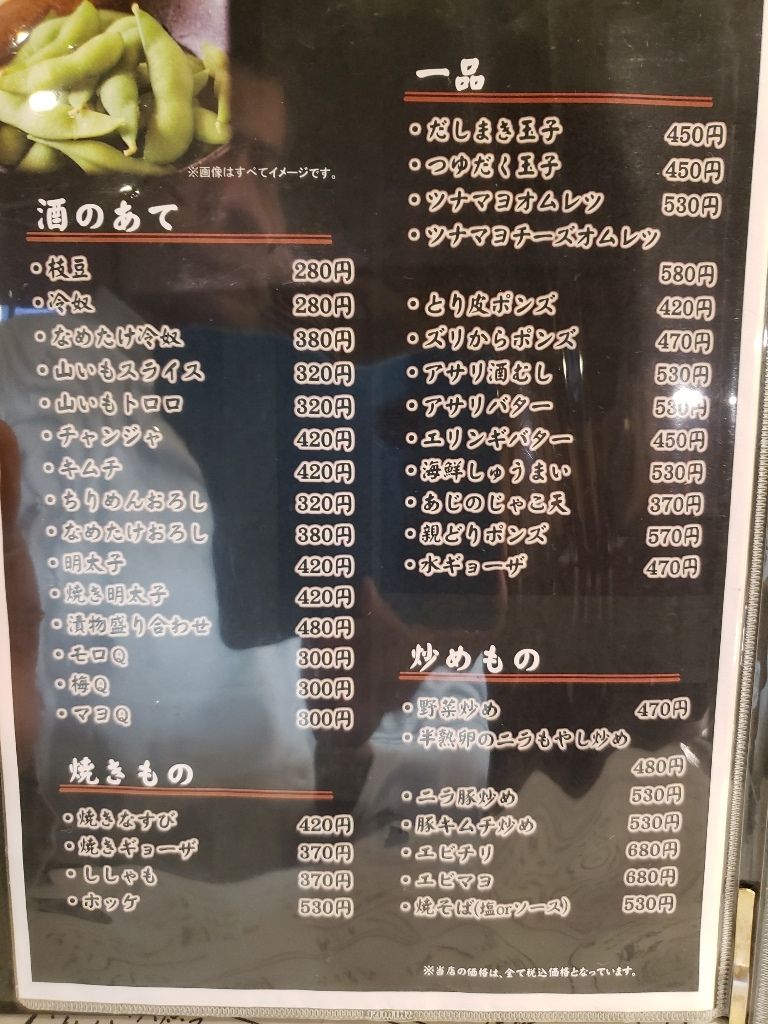 ※画像はすべてイメージです。
酒のあて
・枝豆 280円
・冷奴 280円
・なめたけ冷奴 380円
・山いもスライス 320円
・山いもトロロ 320円
・チャンジャ 420円
・キムチ 420円
・ちりめんおろし 320円
・なめたけおろし 380円
・明太子 420円
・焼き明太子 420円
・漬物盛り合わせ 480円
・モロQ 300円
・梅Q 300円
・マヨQ 300円
焼きもの
・焼きなすび 420円
・焼きギョーザ 370円
・ししゃも 370円
・ホッケ 530円
一品
・だしまき玉子 450円
・つゆだく玉子 450円
・ツナマヨオムレツ 530円
・ツナマヨチーズオムレツ
580円
・とり皮ポンズ 420円
・ズリからポンズ 470円
・アサリ酒むし 530円
・アサリバター 530円
・エリンギバター 450円
・海鮮しゅうまい 530円
・あじのじゃこ天 370円
・親どりポンズ 570円
・水ギョーザ 470円
炒めもの
・野菜炒め 470円
・半熟卵のニラもやし炒め
480円
・ニラ豚炒め 530円
・豚キムチ炒め 530円
・エビチリ 680円
・エビマヨ 680円
・焼そば(塩orソース) 530円
※当店の価格は、全て税込価格となっています。